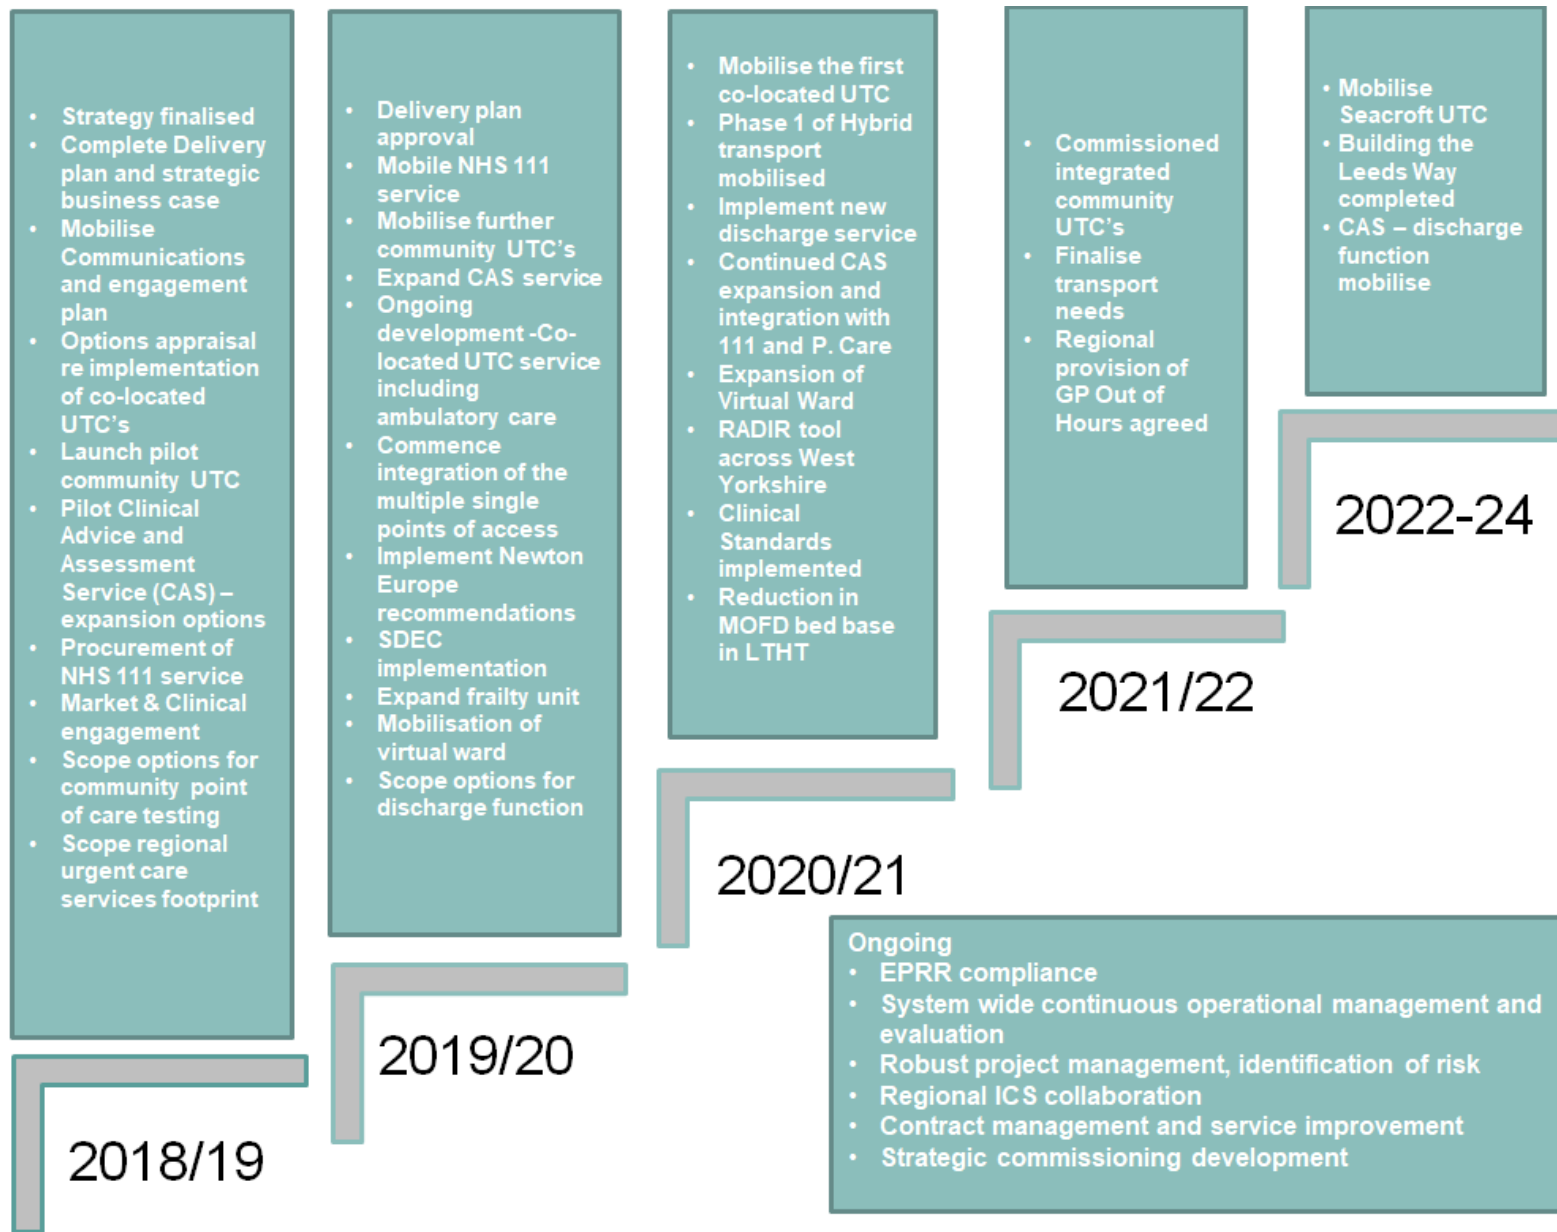 • Strategy finalised
• Complete Delivery
plan and strategic
business case
• Mobilise
Communications
and engagement
plan
• Options appraisal
re implementation
of co-located
UTC's
• Launch pilot
community UTC
• Pilot Clinical
Advice and
Assessment
Service (CAS) –
expansion options
• Procurement of
NHS 111 service
• Market & Clinical
engagement
• Scope options for
community point
of care testing
• Scope regional
urgent care
services footprint
2018/19
• Delivery plan
approval
• Mobile NHS 111
service
• Mobilise further
community UTC's
• Expand CAS service
• Ongoing
development -Co-
located UTC service
including
ambulatory care
• Commence
integration of the
multiple single
points of access
• Implement Newton
Europe
recommendations
• SDEC
implementation
• Expand frailty unit
• Mobilisation of
virtual ward
• Scope options for
discharge function
2019/20
• Mobilise the first
co-located UTC
• Phase 1 of Hybrid
transport
mobilised
• Implement new
discharge service
• Continued CAS
expansion and
integration with
111 and P. Care
• Expansion of
Virtual Ward
• RADIR tool
across West
Yorkshire
• Clinical
Standards
implemented
• Reduction in
MOFD bed base
in LTHT
2020/21
• Commissioned
integrated
community
UTC's
• Finalise
transport
needs
• Regional
provision of
GP Out of
Hours agreed
2021/22
• Mobilise
Seacroft UTC
• Building the
Leeds Way
completed
• CAS – discharge
function
mobilise
2022-24
Ongoing
• EPRR compliance
• System wide continuous operational management and
evaluation
• Robust project management, identification of risk
• Regional ICS collaboration
• Contract management and service improvement
• Strategic commissioning development